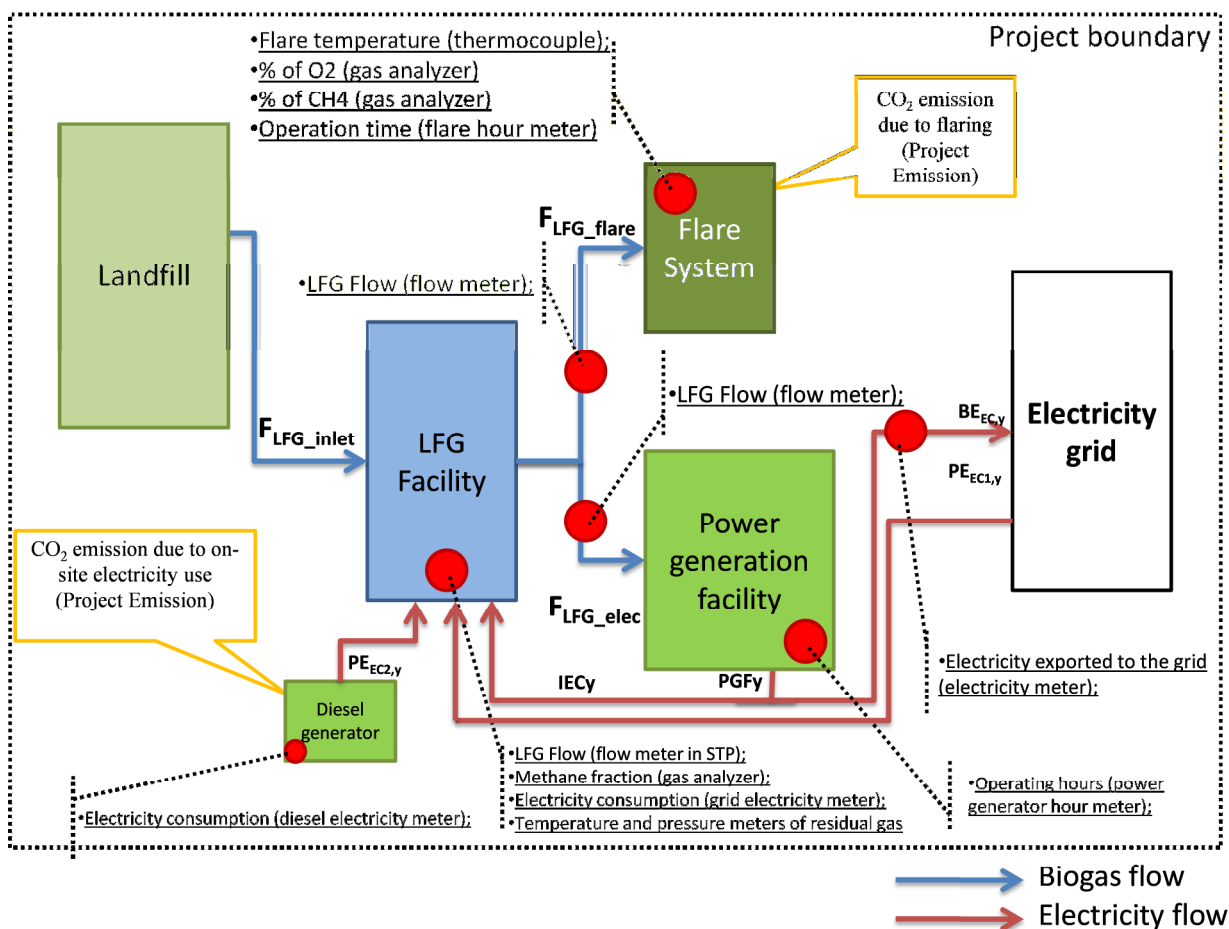 Project boundary
•Flare temperature (thermocouple);
•% of O2 (gas analyzer)
•% of CH4 (gas analyzer)
•Operation time (flare hour meter)
CO2 emission
due to flaring
(Project
Emission)
Landfill
FLFG_flare
Flare
System
•LFG Flow (flow meter);
•LFG Flow (flow meter);
FLFG_inlet
LFG
Facility
BEEC,y
Electricity
grid
PEEC1,y
Power
generation
facility
CO2 emission due to on-
site electricity use
(Project Emission)
FLFG_elec
PEEC2,y
IECy
PGFy
•Electricity exported to the grid
(electricity meter);
Diesel
generator
•LFG Flow (flow meter in STP);
•Methane fraction (gas analyzer);
•Electricity consumption (grid electricity meter);
•Temperature and pressure meters of residual gas
•Operating hours (power
generator hour meter);
•Electricity consumption (diesel electricity meter);
Biogas flow
Electricity flow